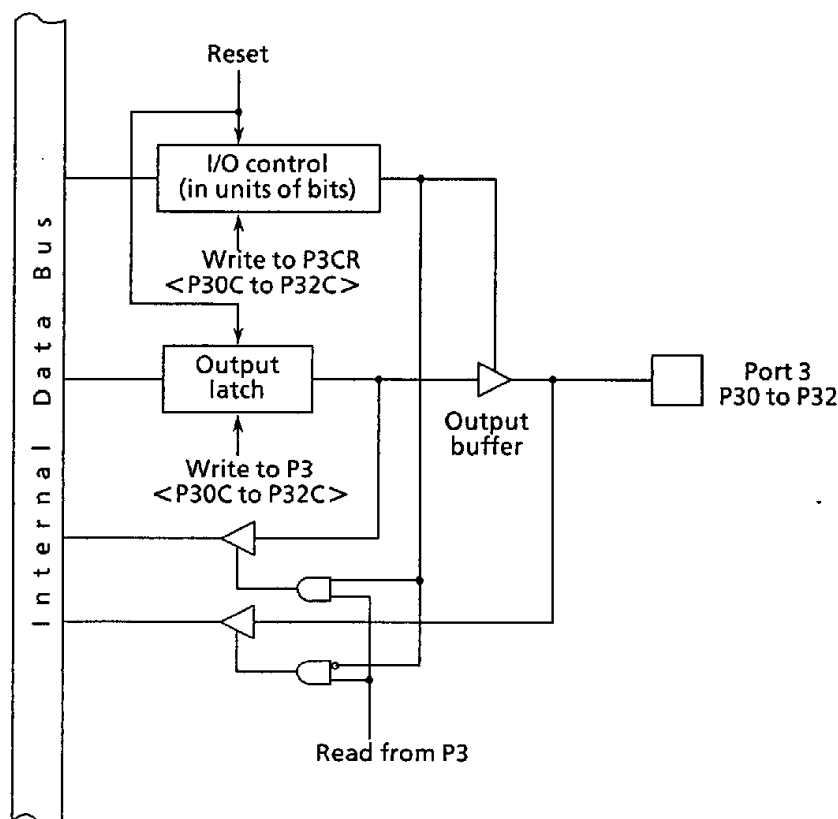 Reset
I/O control
(in units of bits)
Write to P3CR
<P30C to P32C>
Internal Data Bus
Output
latch
Output
buffer
Port 3
P30 to P32
Write to P3
<P30C to P32C>
Read from P3